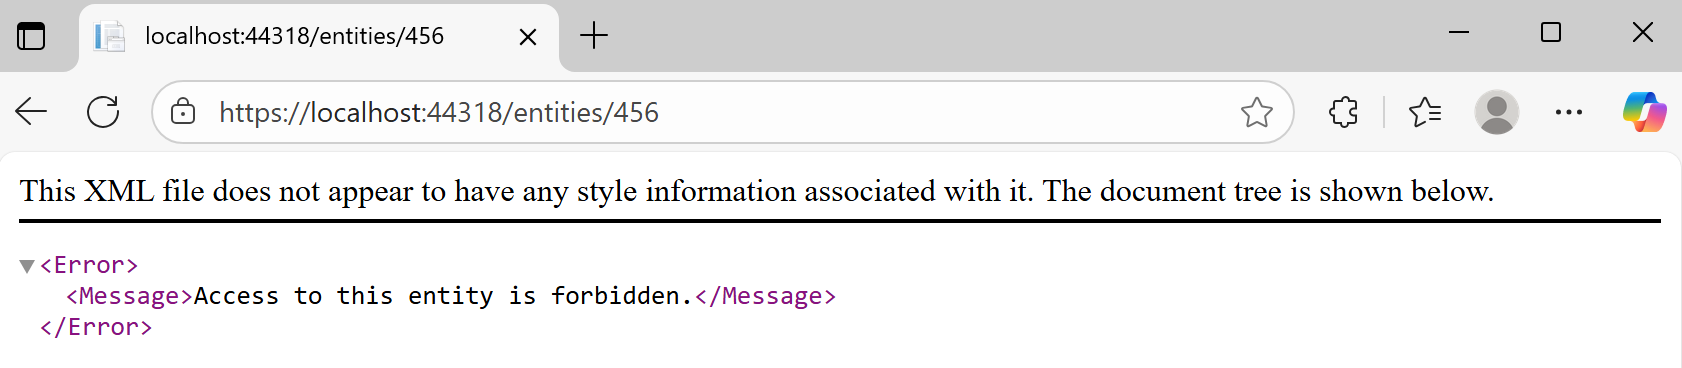 localhost:44318/entities/456
https://localhost:44318/entities/456
This XML file does not appear to have any style information associated with it. The document tree is shown below.
<Error>
<Message>Access to this entity is forbidden.</Message>
</Error>